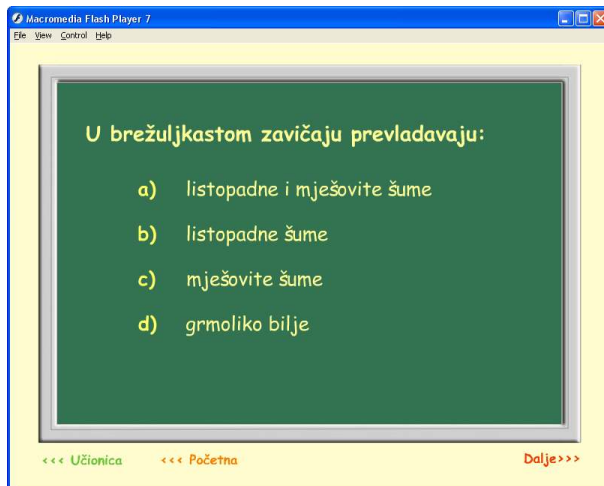 Macromedia Flash Player 7
File View Control Help
U brežuljkastom zavičaju prevladavaju:
a) listopadne i mješovite šume
b) listopadne šume
c) mješovite šume
d) grmoliko bilje
<<< Učionica <<< Početna Dalje>>>